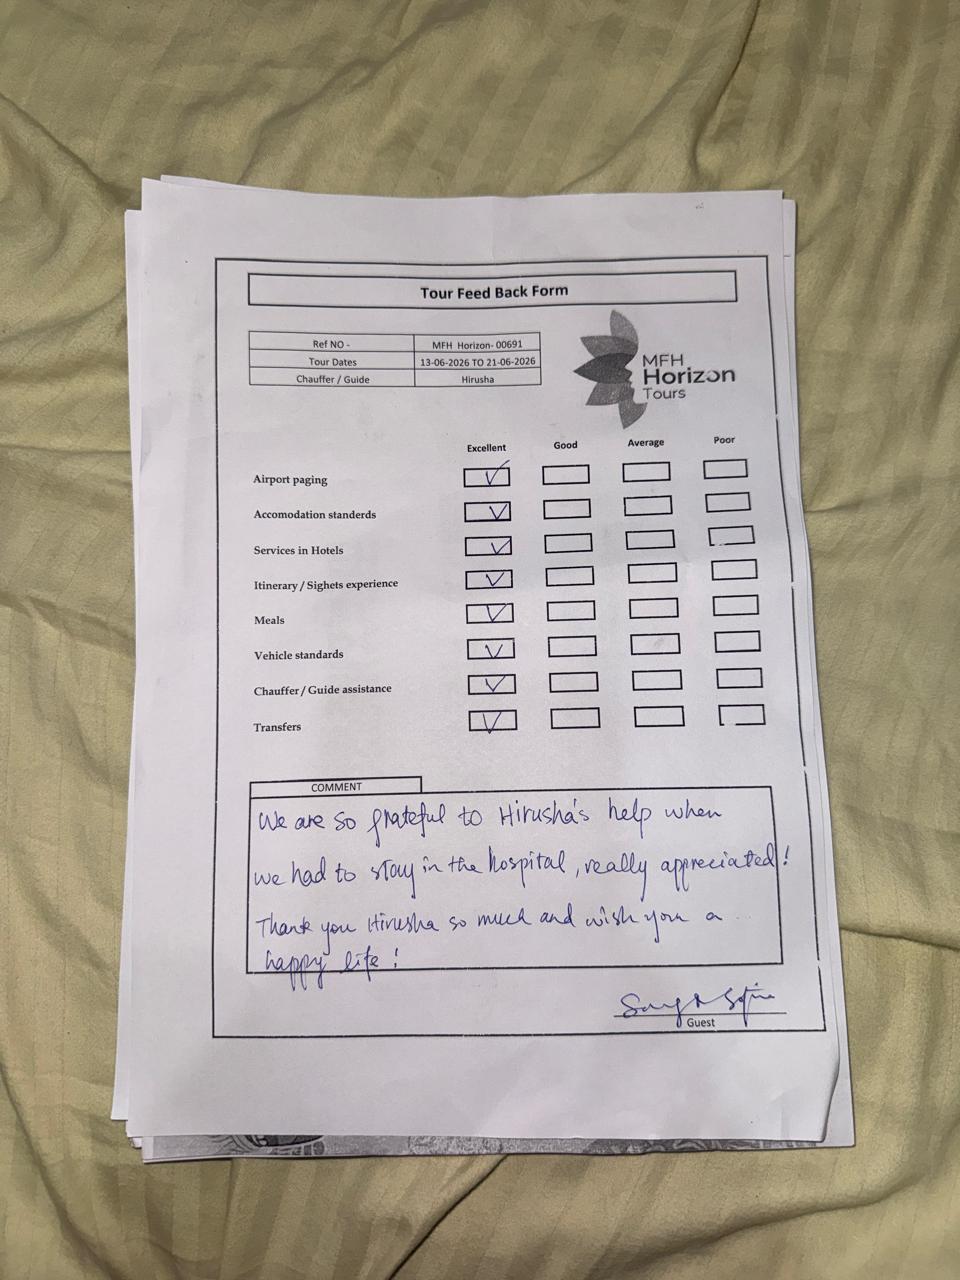 Tour Feed Back Form
Ref NO - MFH Horizon- 00691
Tour Dates 13-06-2026 TO 21-06-2026
Chauffer / Guide Hirusha
MFH
Horizon
Tours
Excellent Good Average Poor
Airport paging
Accomodation standerds
Services in Hotels
Itinerary / Sighets experience
Meals
Vehicle standards
Chauffer / Guide assistance
Transfers
COMMENT
We are so grateful to Hirusha's help when
we had to stay in the hospital, really appreciated!
Thank you Hirusha so much and wish you a
happy life!
Guest